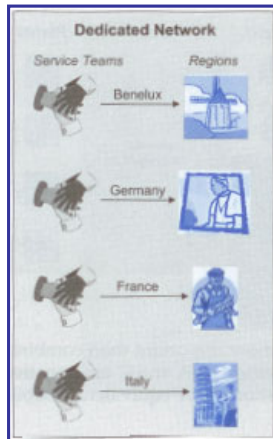 Dedicated Network
Service Teams Regions
Benelux
Germany
France
Italy